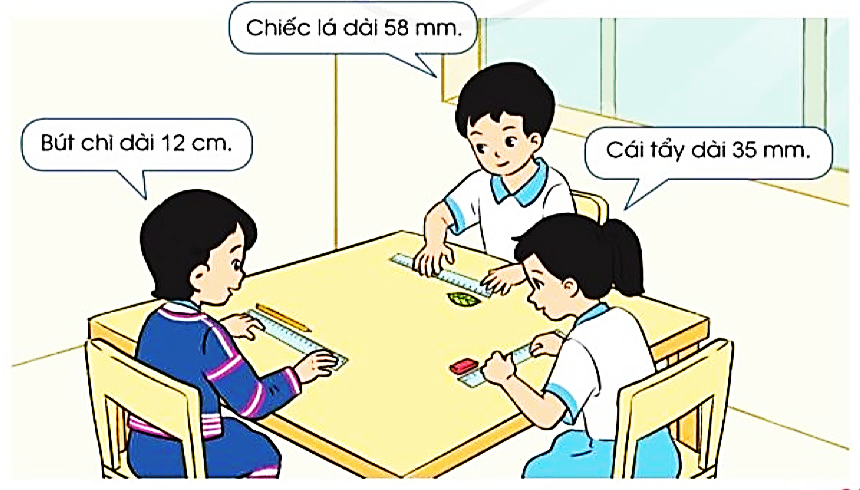 Chiếc lá dài 58 mm.
Bút chì dài 12 cm.
Cái tẩy dài 35 mm.